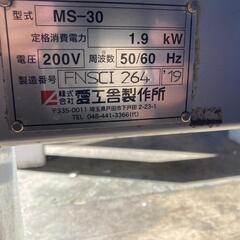 型式 MS-30
定格消費電力 1.9 kW
電圧 200V 周波数 50/60 Hz
製造番号 FNSCI 264 '19
株式会社 愛工舎製作所
〒335-0011 埼玉県戸田市下戸田2-23-1
TEL 048-441-3366(代)